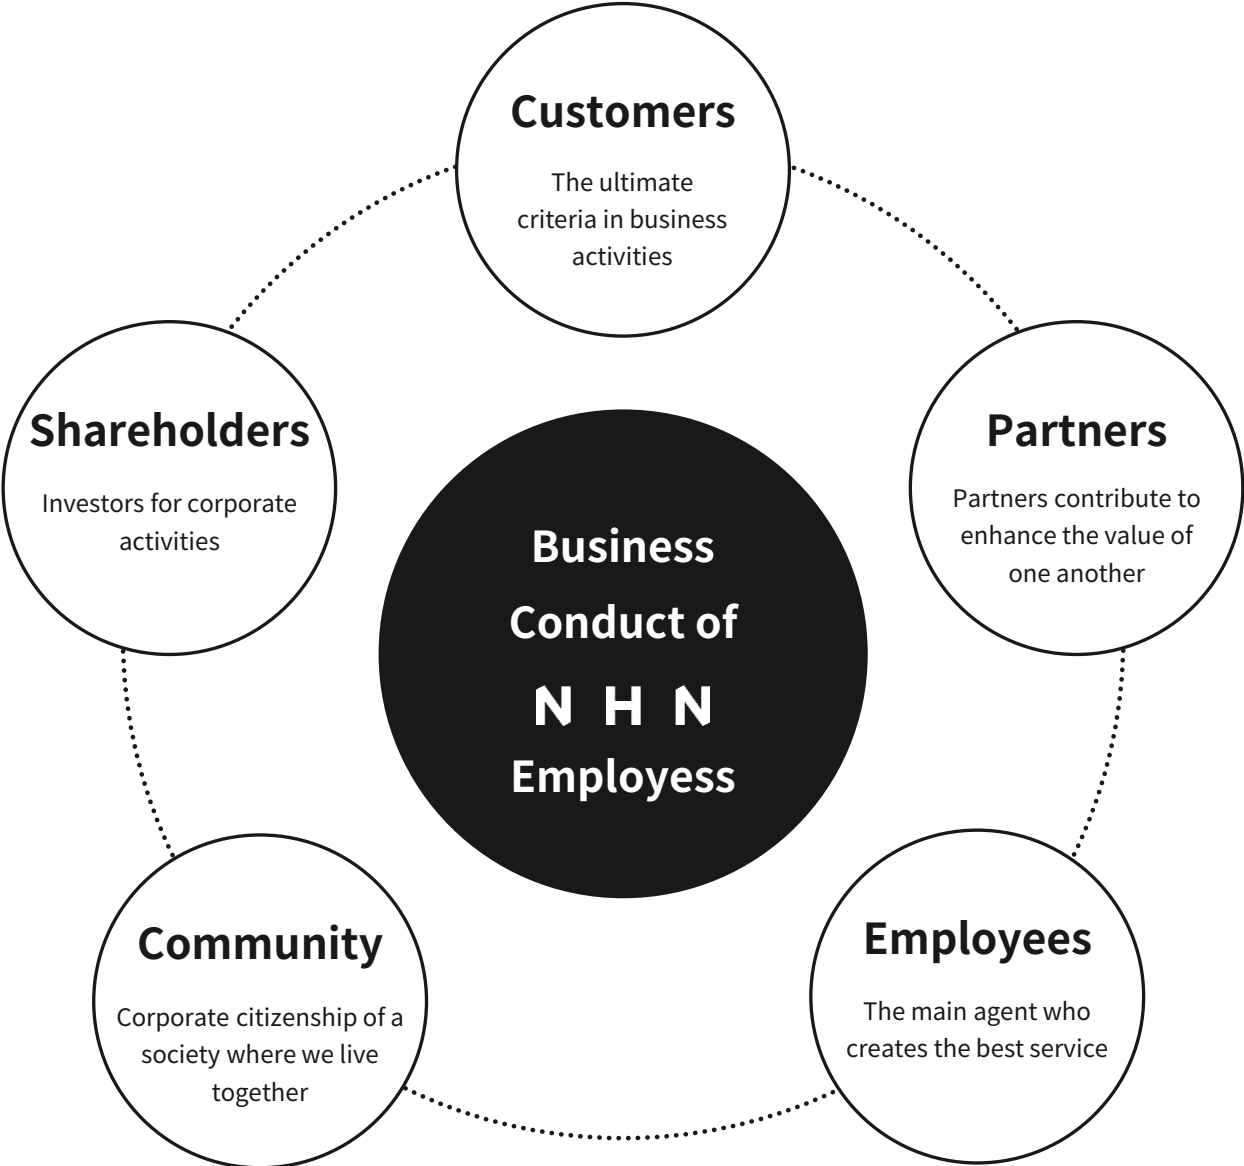 Customers
The ultimate
criteria in business
activities
Shareholders
Investors for corporate
activities
Partners
Partners contribute to
enhance the value of
one another
Business
Conduct of
N H N
Employess
Community
Corporate citizenship of a
society where we live
together
Employees
The main agent who
creates the best service